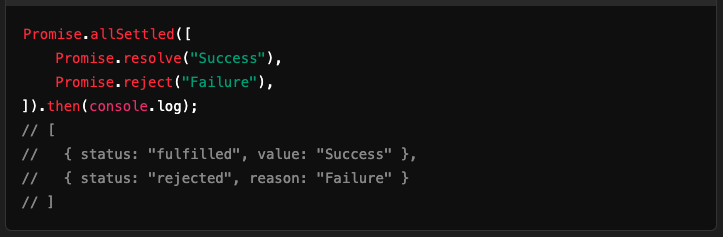 Promise.allSettled([
    Promise.resolve("Success"),
    Promise.reject("Failure"),
]).then(console.log);
// [
//   { status: "fulfilled", value: "Success" },
//   { status: "rejected", reason: "Failure" }
// ]